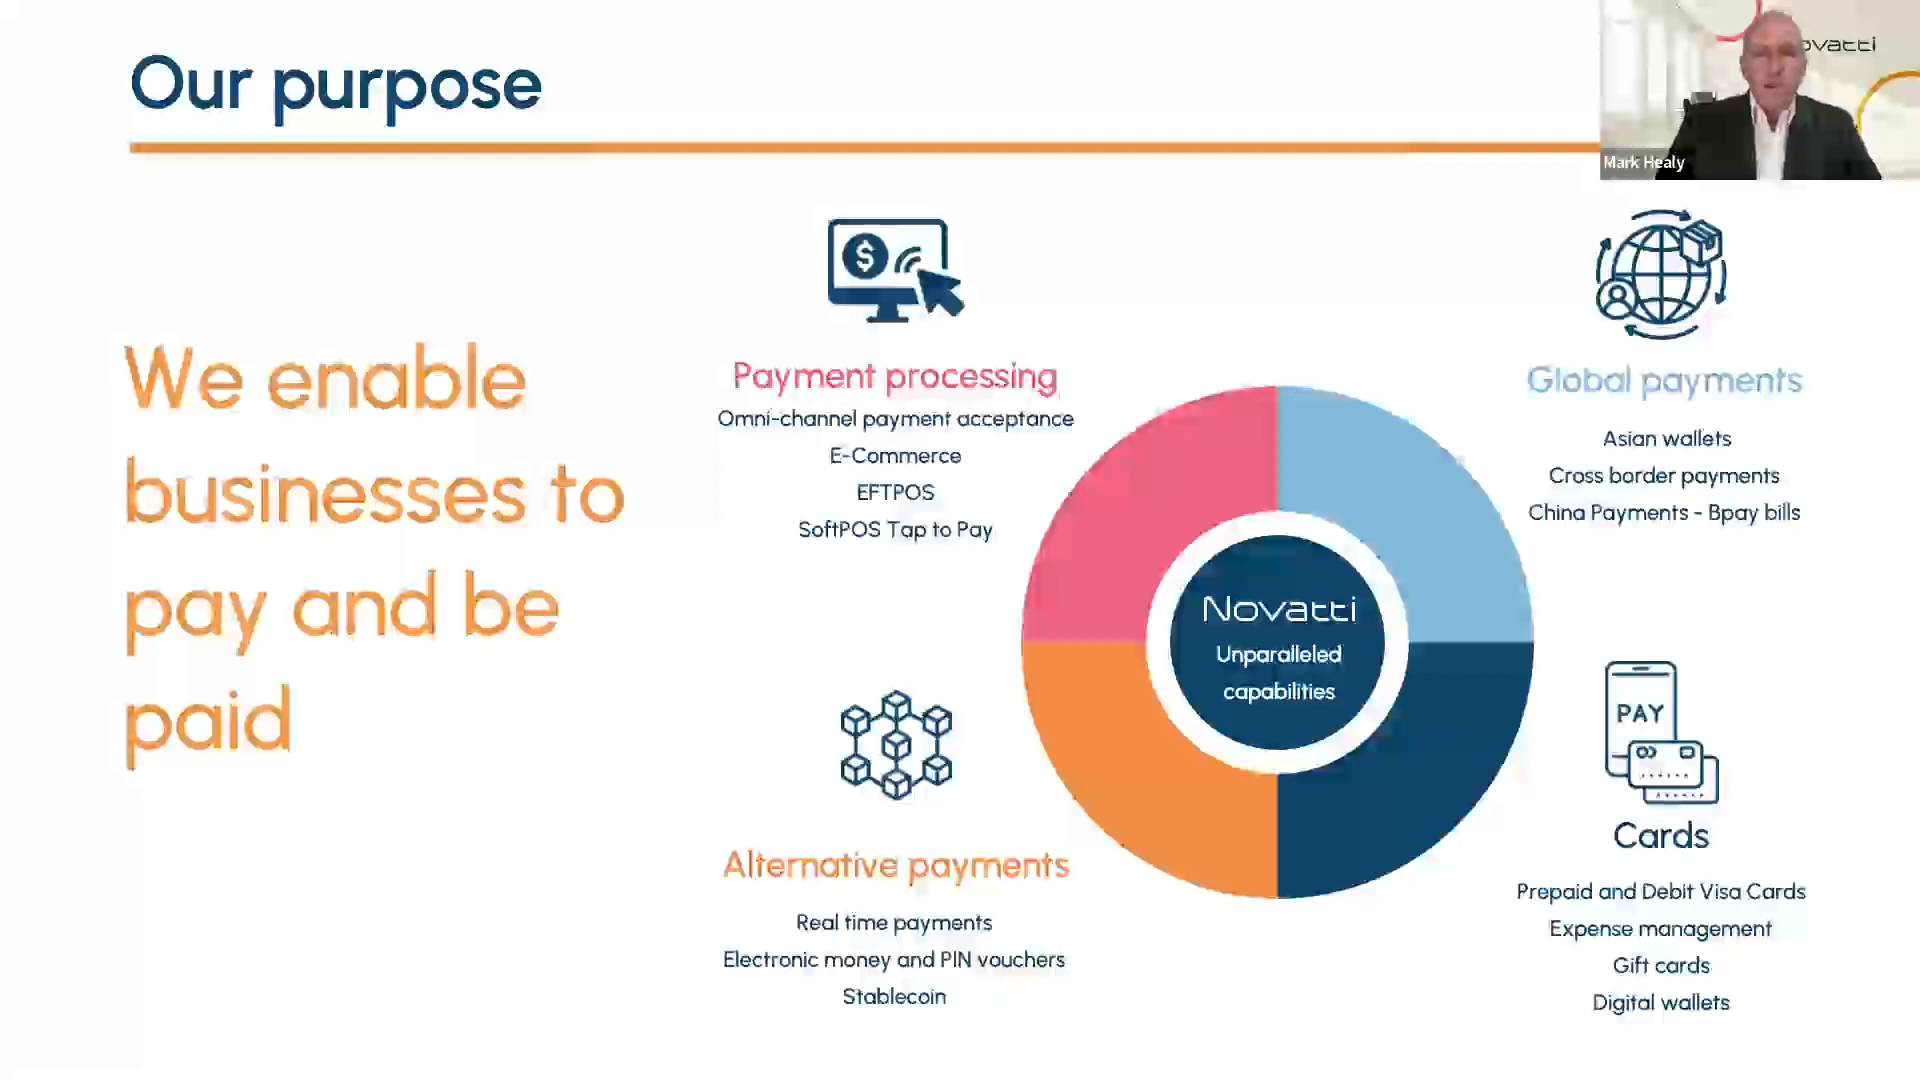 Our purpose
ovatti
Mark Healy
We enable
businesses to
pay and be
paid
Payment processing
Omni-channel payment acceptance
E-Commerce
EFTPOS
SoftPOS Tap to Pay
Global payments
Asian wallets
Cross border payments
China Payments - Bpay bills
Novatti
Unparalleled
capabilities
Alternative payments
Real time payments
Electronic money and PIN vouchers
Stablecoin
PAY
Cards
Prepaid and Debit Visa Cards
Expense management
Gift cards
Digital wallets